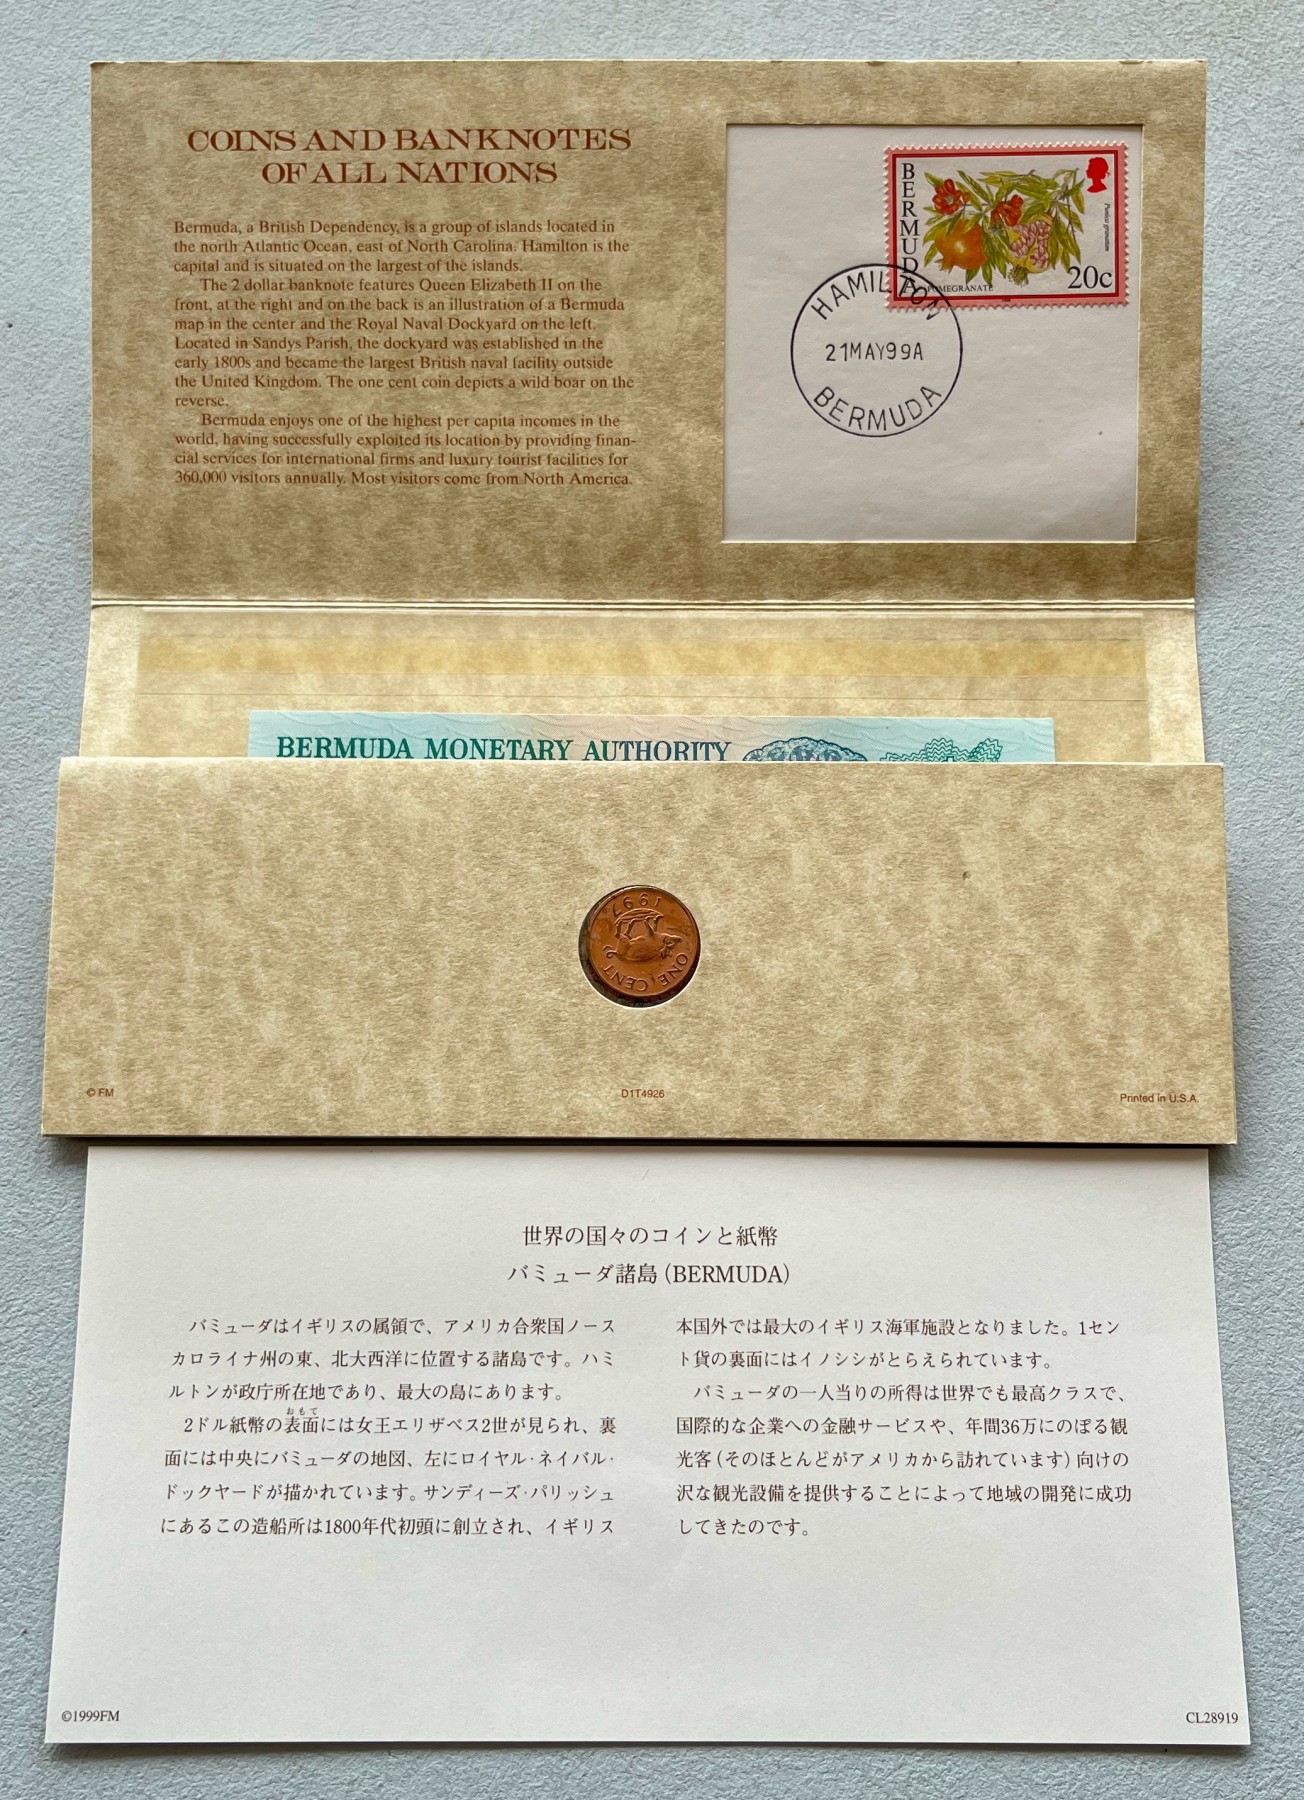 COINS AND BANKNOTES
OF ALL NATIONS
Bermuda, a British Dependency, is a group of islands located in
the north Atlantic Ocean, east of North Carolina. Hamilton is the
capital and is situated on the largest of the islands.
The 2 dollar banknote features Queen Elizabeth II on the
front, at the right and on the back is an illustration of a Bermuda
map in the center and the Royal Naval Dockyard on the left.
Located in Sandys Parish, the dockyard was established in the
early 1800s and became the largest British naval facility outside
the United Kingdom. The one cent coin depicts a wild boar on the
reverse.
Bermuda enjoys one of the highest per capita incomes in the
world, having successfully exploited its location by providing finan-
cial services for international firms and luxury tourist facilities for
360,000 visitors annually. Most visitors come from North America.
BERMUDA
Punica granatum
POMEGRANATE
20c
HAMILTON
21MAY99A
BERMUDA
BERMUDA MONETARY AUTHORITY
1997
ONE CENT
© FM
D1T4926
Printed in U.S.A.
世界の国々のコインと紙幣
バミューダ諸島(BERMUDA)
バミューダはイギリスの属領で、アメリカ合衆国ノース
カロライナ州の東、北大西洋に位置する諸島です。ハミ
ルトンが政庁所在地であり、最大の島にあります。
おもて
2ドル紙幣の表面には女王エリザベス2世が見られ、裏
面には中央にバミューダの地図、左にロイヤル・ネイバル・
ドックヤードが描かれています。サンディーズ・パリッシュ
にあるこの造船所は1800年代初頭に創立され、イギリス
本国外では最大のイギリス海軍施設となりました。1セン
ト貨の裏面にはイノシシがとらえられています。
バミューダの一人当りの所得は世界でも最高クラスで、
国際的な企業への金融サービスや、年間36万にのぼる観
光客(そのほとんどがアメリカから訪れています)向けの
沢な観光設備を提供することによって地域の開発に成功
してきたのです。
©1999FM
CL28919